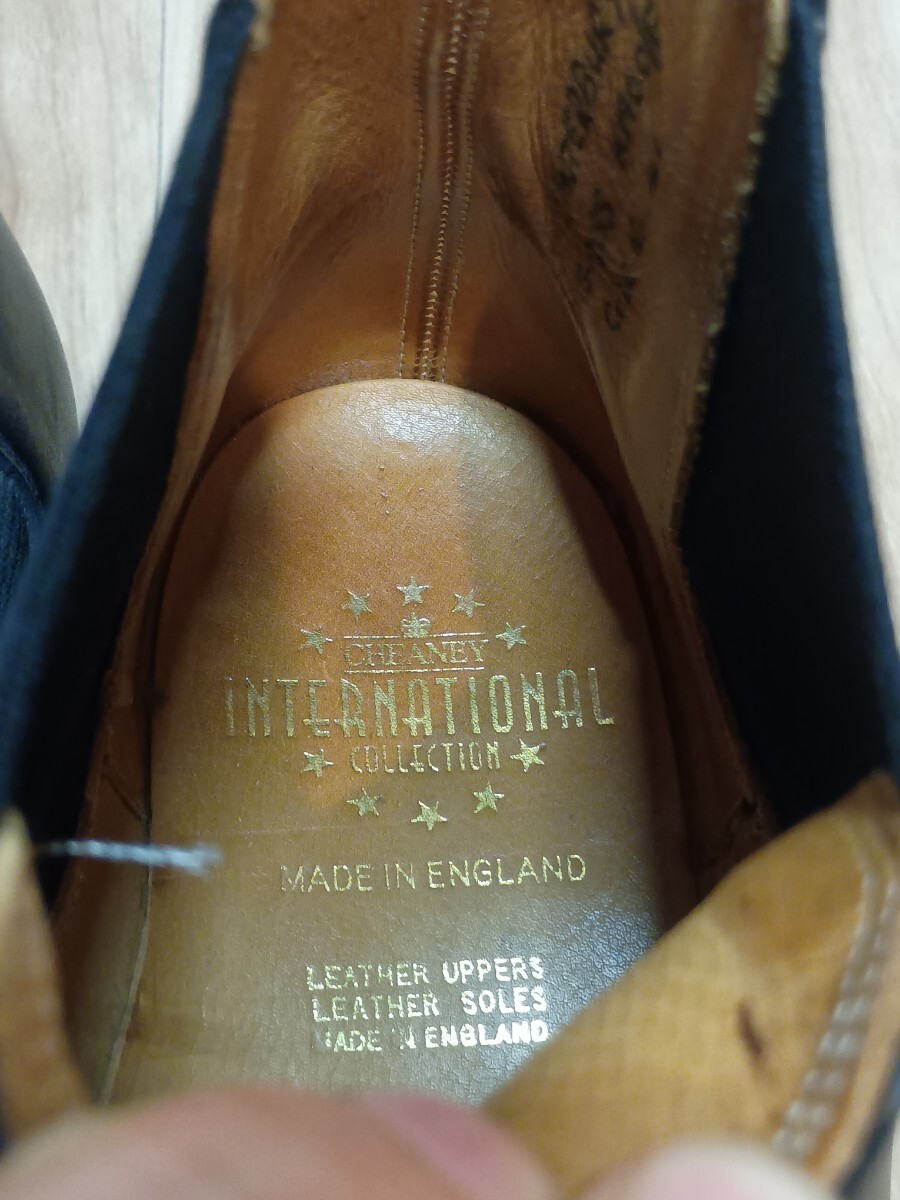 CHEANEY
INTERNATIONAL
COLLECTION
MADE IN ENGLAND
LEATHER UPPERS
LEATHER SOLES
MADE IN ENGLAND